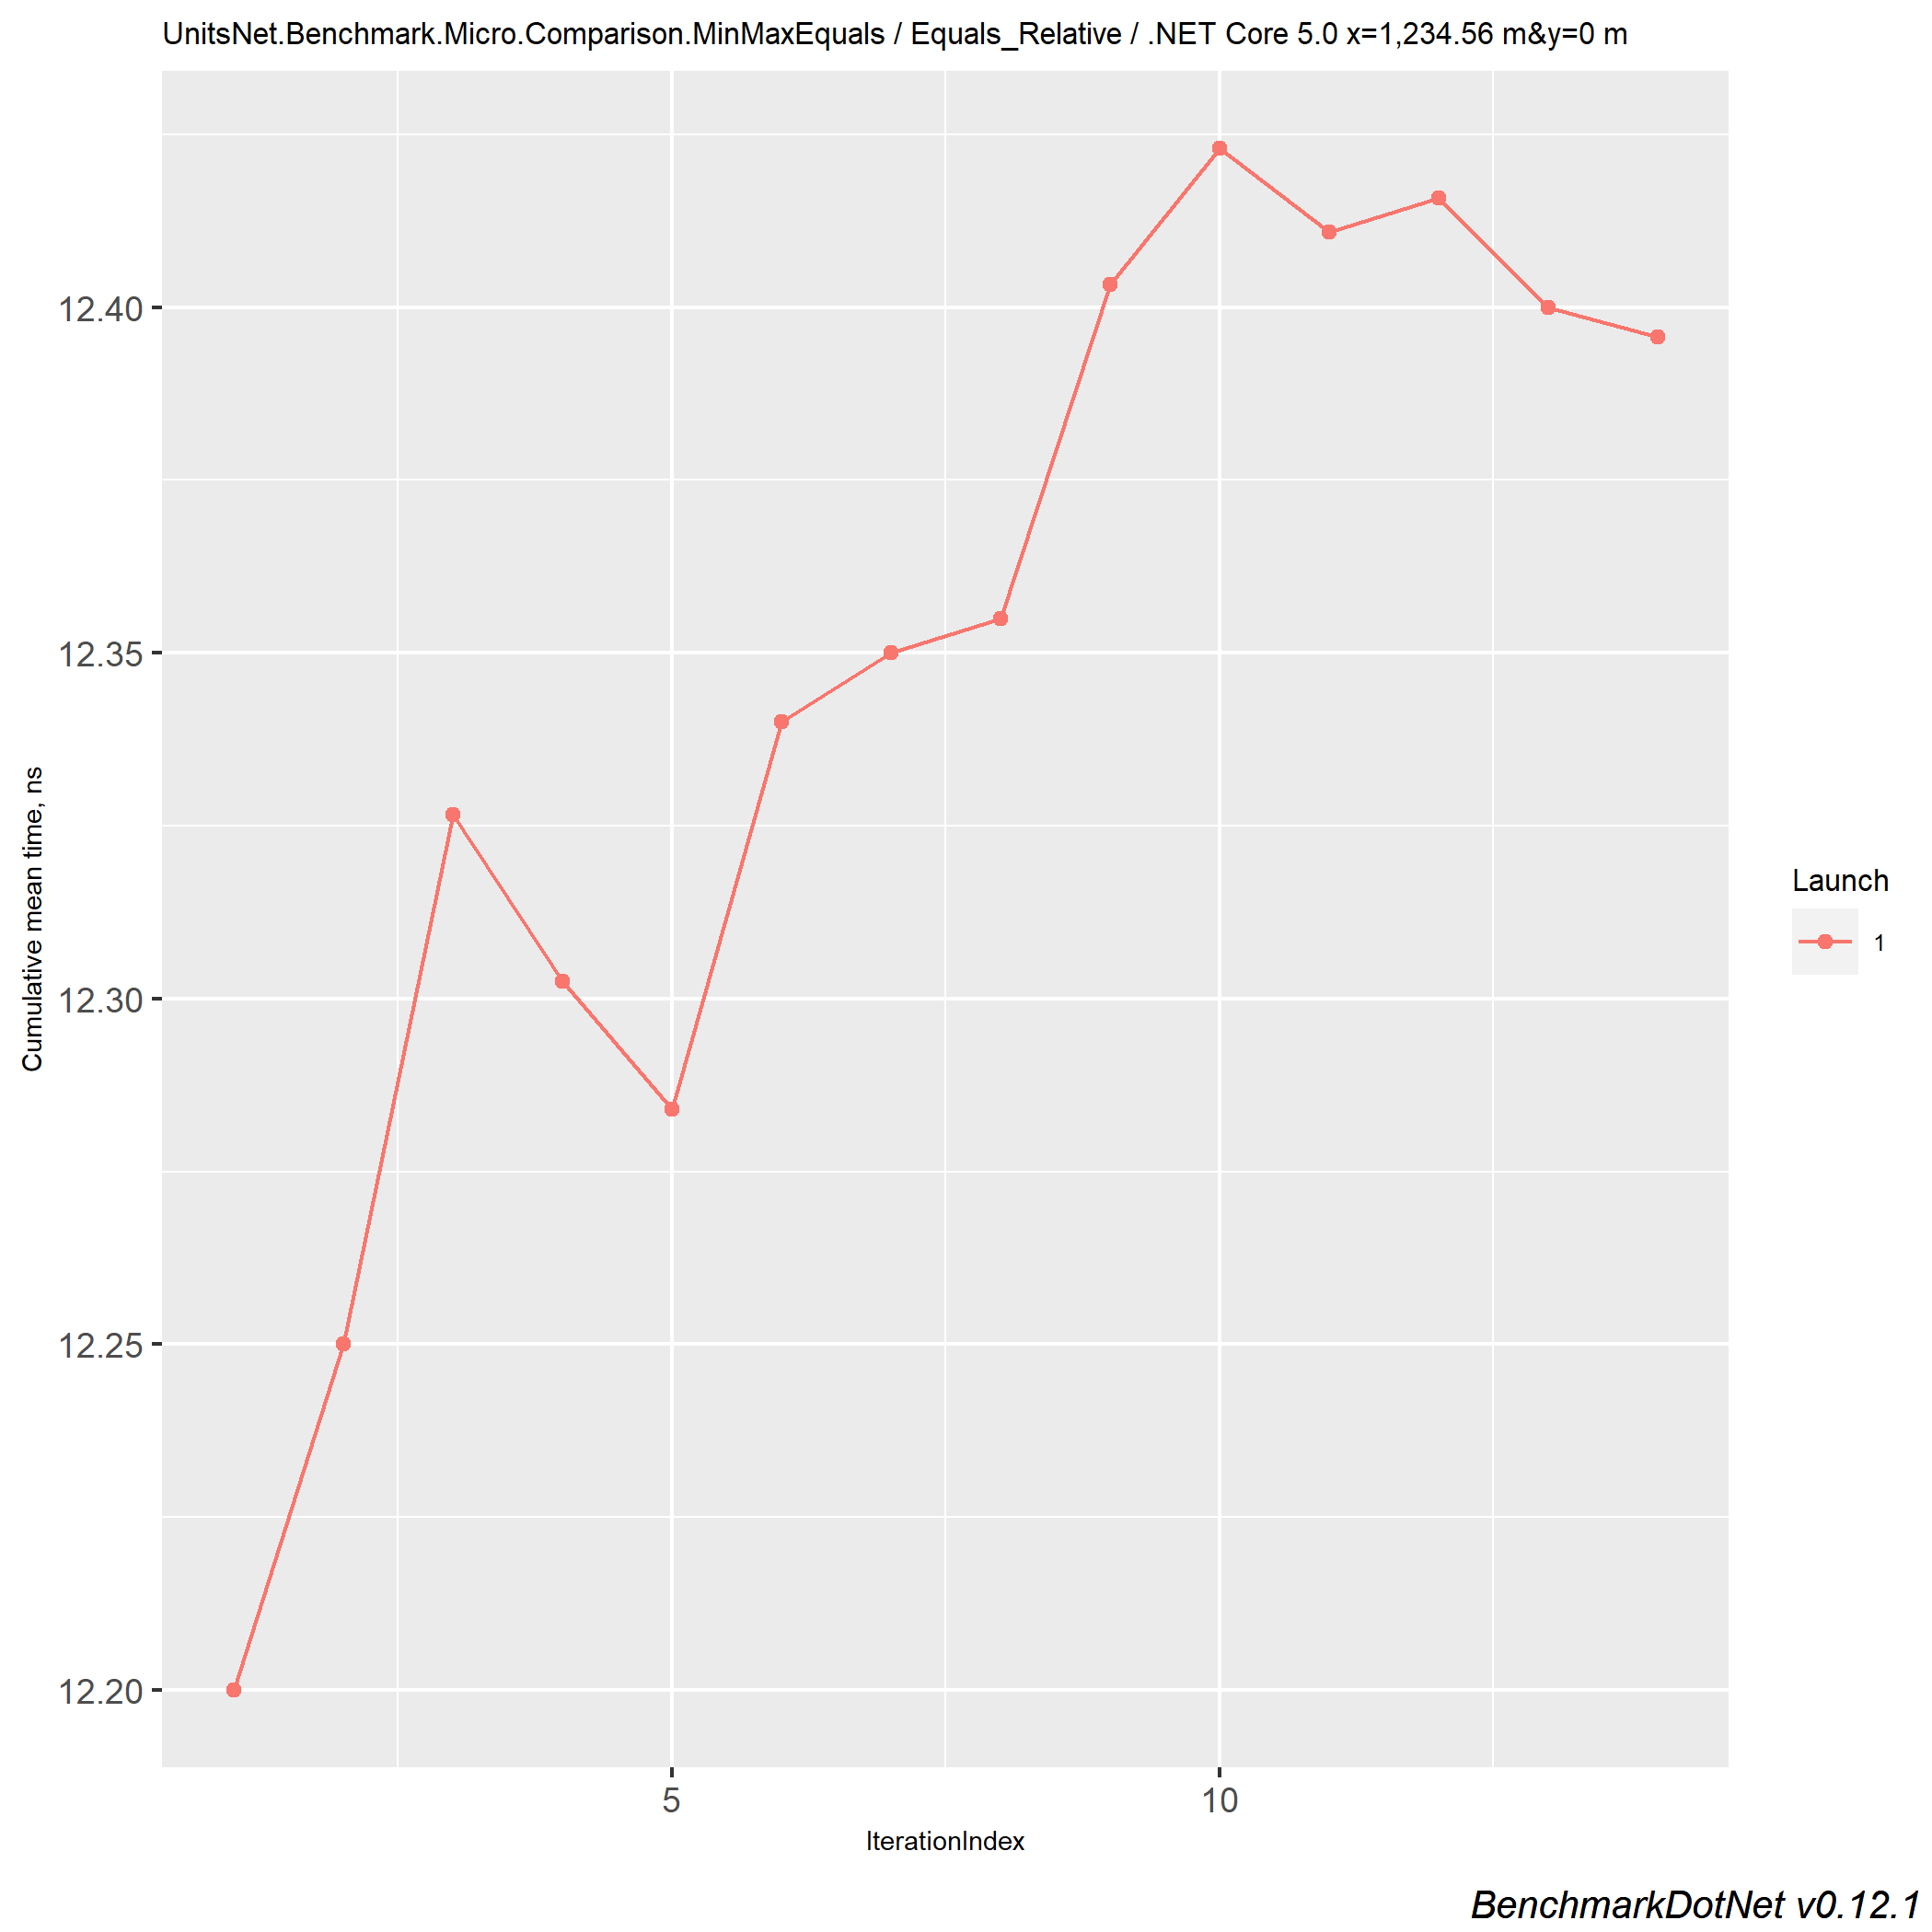 UnitsNet.Benchmark.Micro.Comparison.MinMaxEquals / Equals_Relative / .NET Core 5.0 x=1,234.56 m&y=0 m
12.40
12.35
12.30
12.25
12.20
Cumulative mean time, ns
5
10
IterationIndex
Launch
1
BenchmarkDotNet v0.12.1